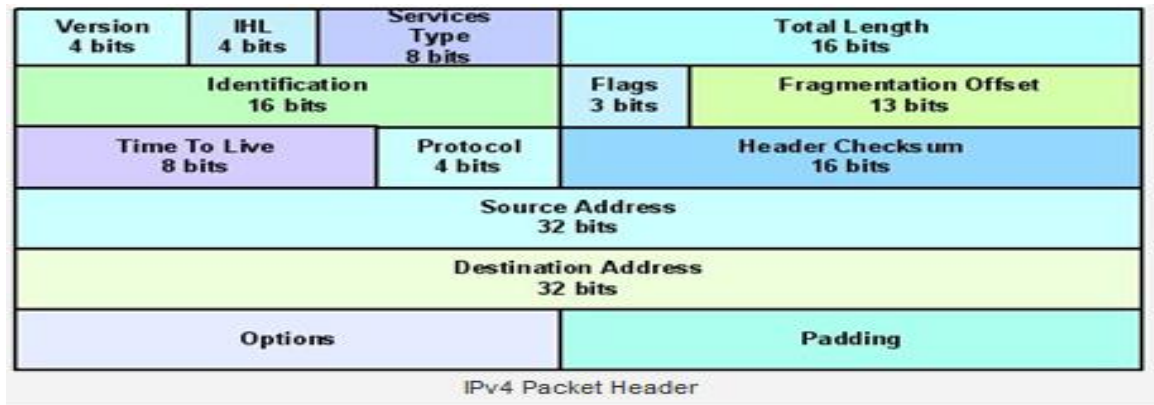 Version
4 bits
IHL
4 bits
Services
Type
8 bits
Total Length
16 bits
Identification
16 bits
Flags
3 bits
Fragmentation Offset
13 bits
Time To Live
8 bits
Protocol
4 bits
Header Checksum
16 bits
Source Address
32 bits
Destination Address
32 bits
Options
Padding
IPv4 Packet Header